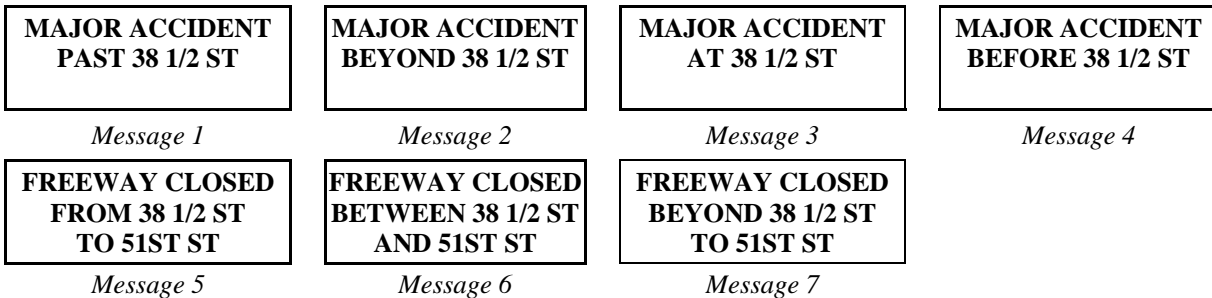 MAJOR ACCIDENT
PAST 38 1/2 ST
Message 1
MAJOR ACCIDENT
BEYOND 38 1/2 ST
Message 2
MAJOR ACCIDENT
AT 38 1/2 ST
Message 3
MAJOR ACCIDENT
BEFORE 38 1/2 ST
Message 4
FREEWAY CLOSED
FROM 38 1/2 ST
TO 51ST ST
Message 5
FREEWAY CLOSED
BETWEEN 38 1/2 ST
AND 51ST ST
Message 6
FREEWAY CLOSED
BEYOND 38 1/2 ST
TO 51ST ST
Message 7